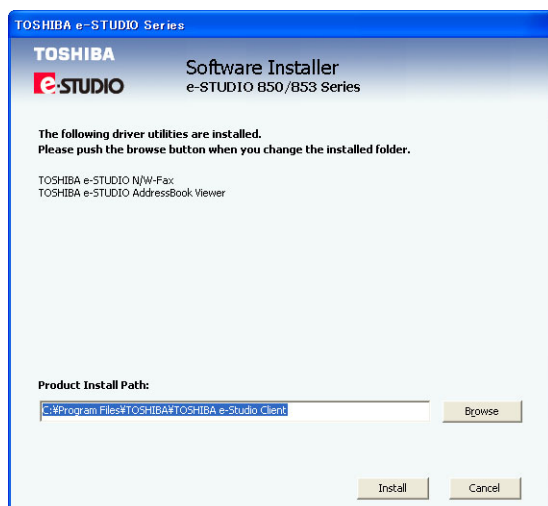 TOSHIBA e-STUDIO Series
TOSHIBA
e-STUDIO
Software Installer
e-STUDIO 850/853 Series
The following driver utilities are installed.
Please push the browse button when you change the installed folder.
TOSHIBA e-STUDIO N/W-Fax
TOSHIBA e-STUDIO AddressBook Viewer
Product Install Path:
C:¥Program Files¥TOSHIBA¥TOSHIBA e-Studio Client
Browse
Install
Cancel